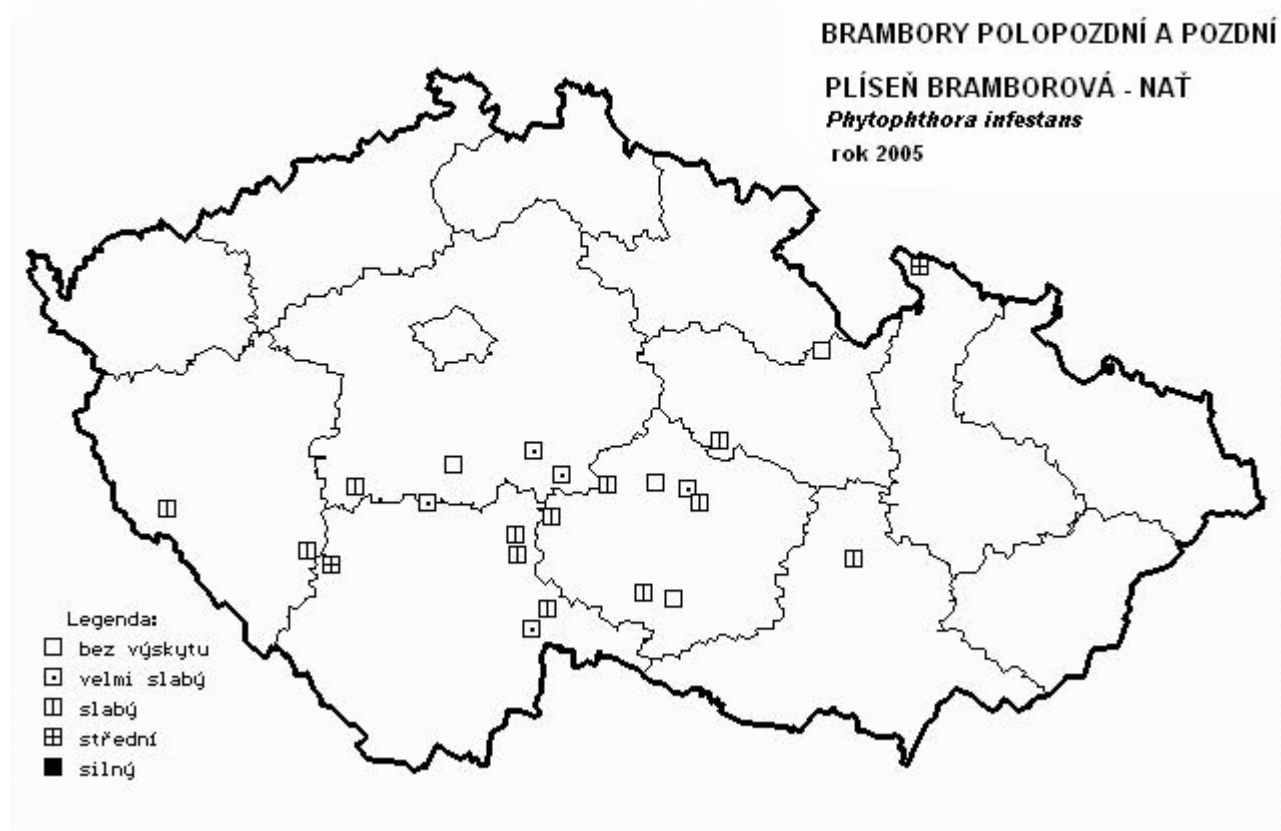 BRAMBORY POLOPOZDNÍ A POZDNÍ
PLÍSEŇ BRAMBOROVÁ - NAŤ
Phytophthora infestans
rok 2005
Legenda:
bez výskytu
velmi slabý
slabý
střední
silný